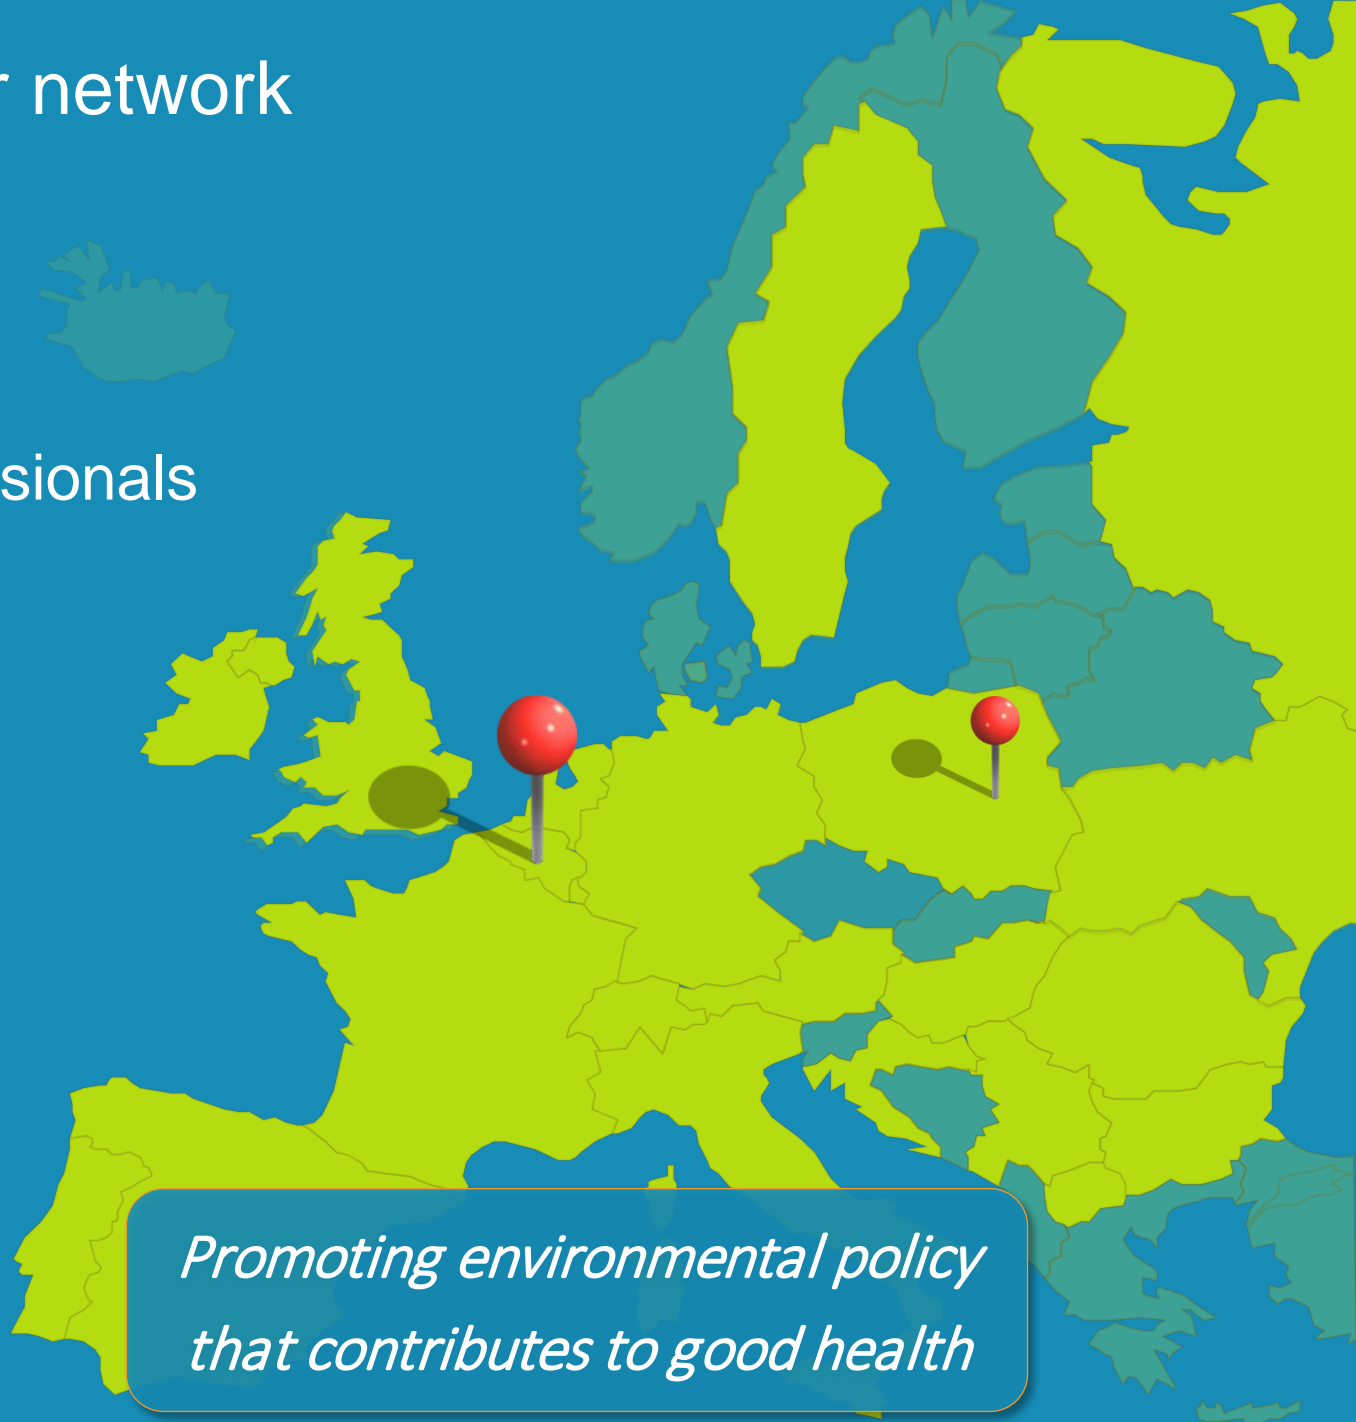 network
sionals
Promoting environmental policy
that contributes to good health